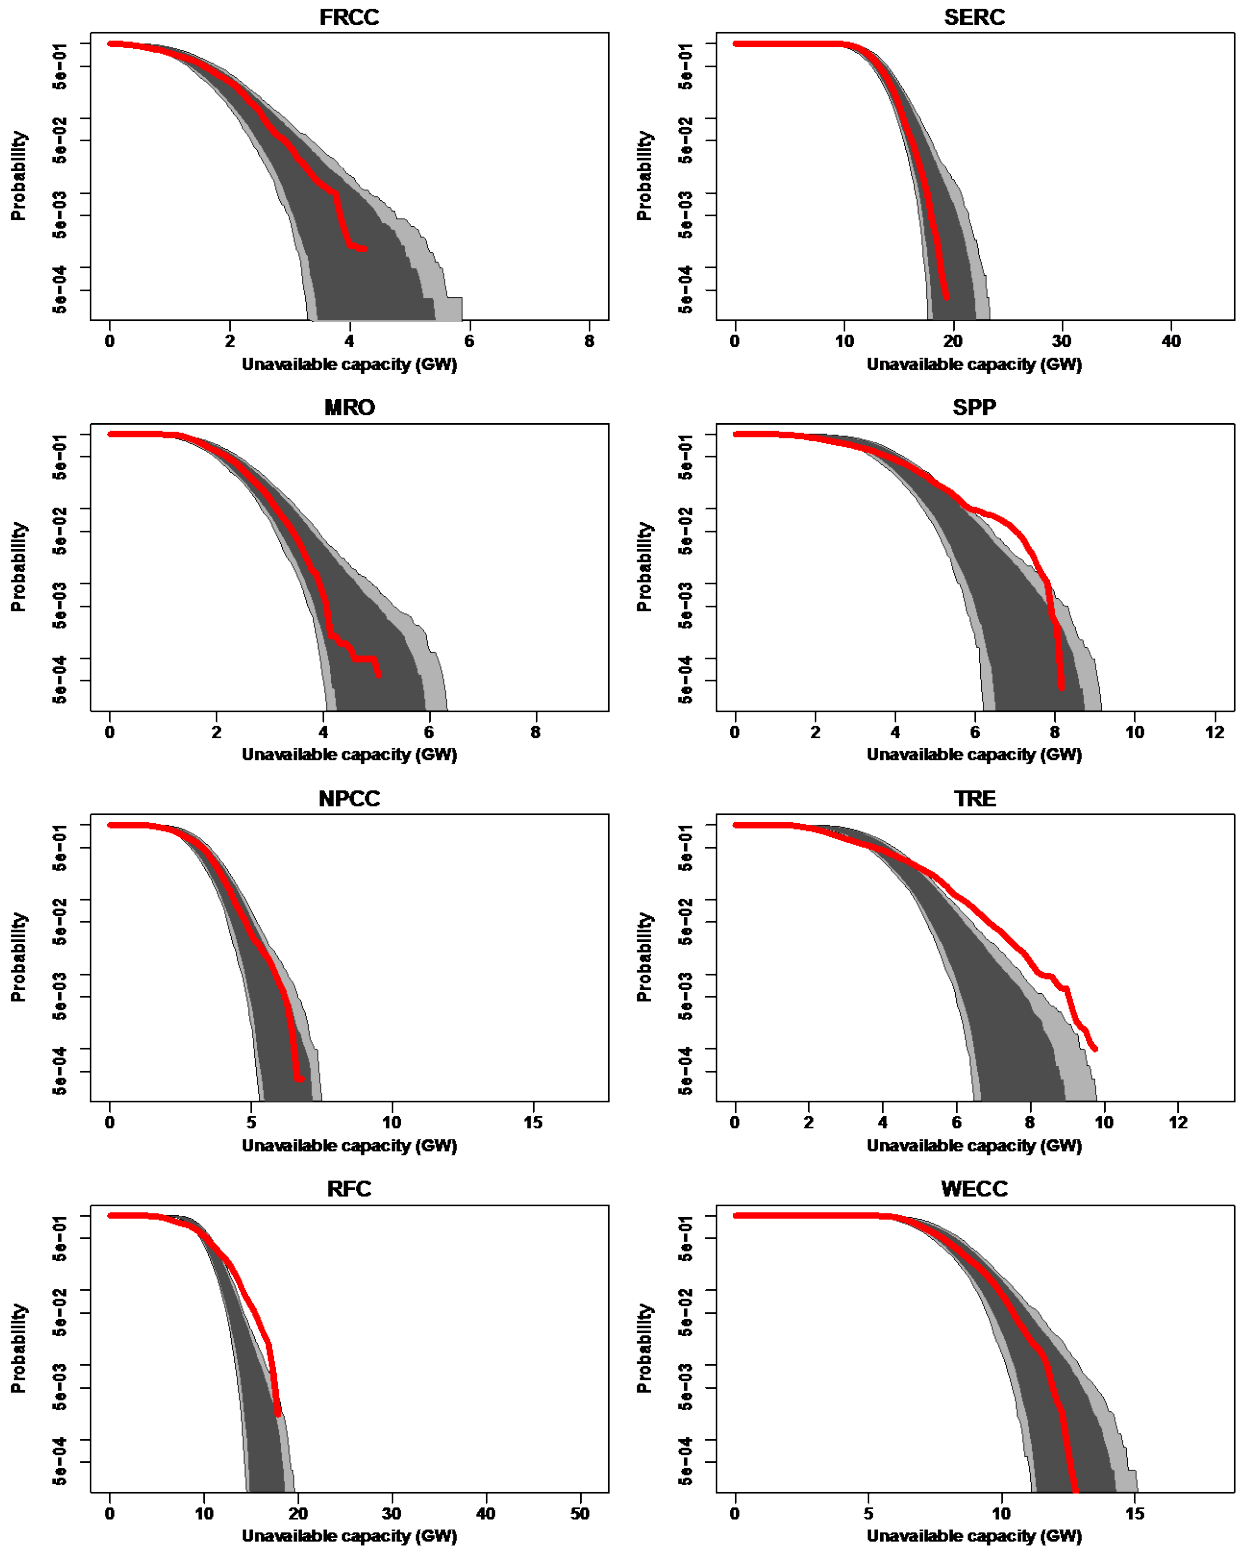 FRCC
Probability
5e-01
5e-02
5e-03
5e-04
0 2 4 6 8
Unavailable capacity (GW)
SERC
Probability
5e-01
5e-02
5e-03
5e-04
0 10 20 30 40
Unavailable capacity (GW)
MRO
Probability
5e-01
5e-02
5e-03
5e-04
0 2 4 6 8
Unavailable capacity (GW)
SPP
Probability
5e-01
5e-02
5e-03
5e-04
0 2 4 6 8 10 12
Unavailable capacity (GW)
NPCC
Probability
5e-01
5e-02
5e-03
5e-04
0 5 10 15
Unavailable capacity (GW)
TRE
Probability
5e-01
5e-02
5e-03
5e-04
0 2 4 6 8 10 12
Unavailable capacity (GW)
RFC
Probability
5e-01
5e-02
5e-03
5e-04
0 10 20 30 40 50
Unavailable capacity (GW)
WECC
Probability
5e-01
5e-02
5e-03
5e-04
0 5 10 15
Unavailable capacity (GW)